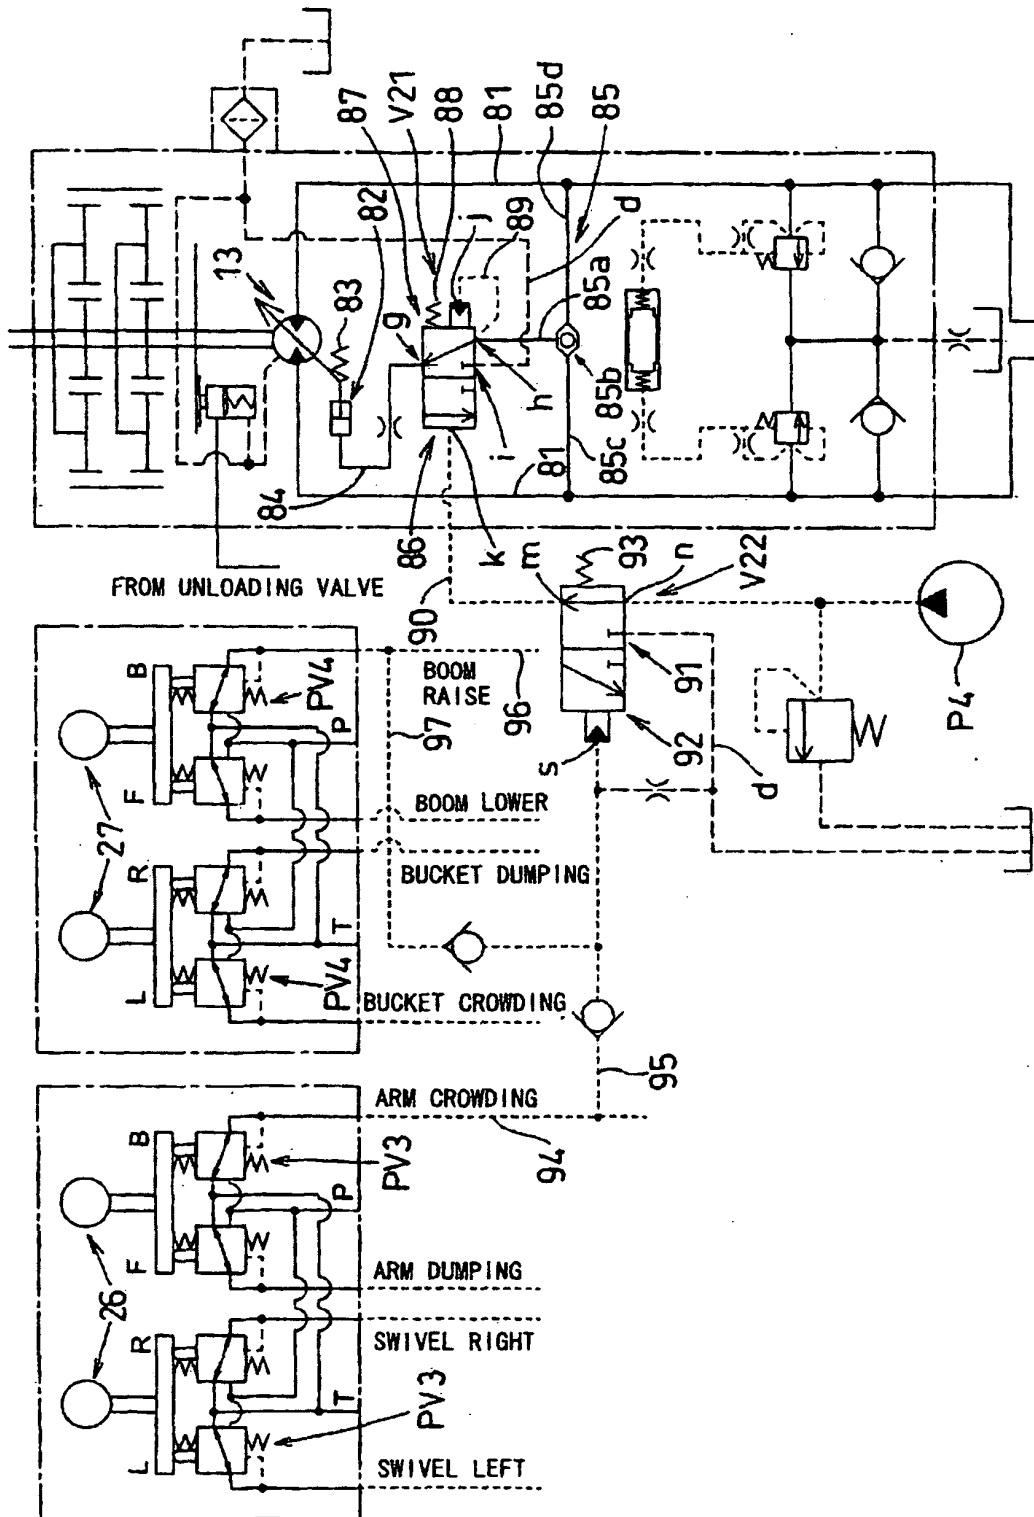 87
V21
88
81
85d
85
82
j
89
d
13
83
g
85a
h
85b
i
85c
84
81
86
k
m
93
n
V22
FROM UNLOADING VALVE
90
91
P4
B
PV4
BOOM RAISE
96
92
P
97
s
d
F
BOOM LOWER
27
R
BUCKET DUMPING
T
L
PV4
BUCKET CROWDING
95
ARM CROWDING
B
94
PV3
P
F
ARM DUMPING
26
R
SWIVEL RIGHT
T
PV3
L
SWIVEL LEFT